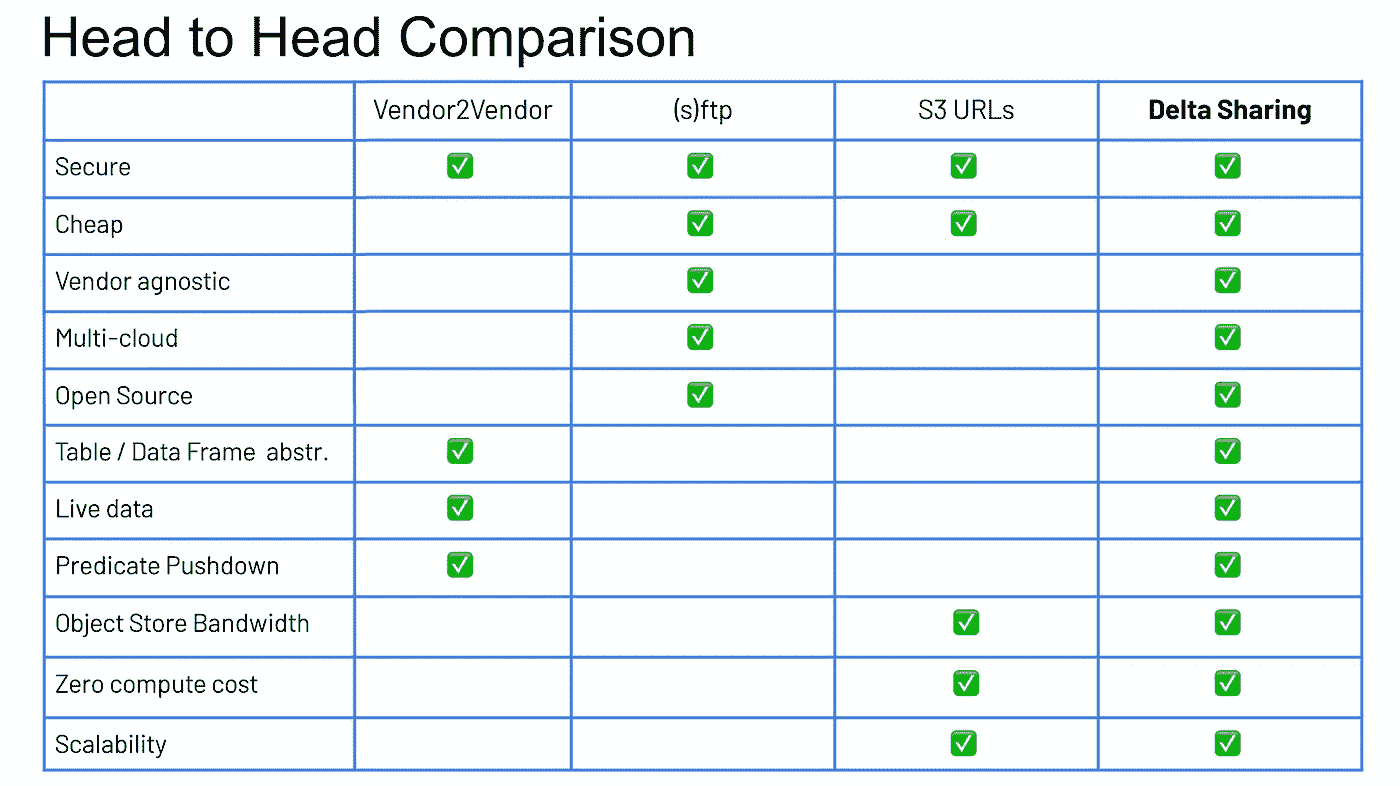 Head to Head Comparison
Vendor2Vendor (s)ftp S3 URLs Delta Sharing
Secure ✅ ✅ ✅ ✅
Cheap ✅ ✅ ✅
Vendor agnostic ✅ ✅
Multi-cloud ✅ ✅
Open Source ✅ ✅
Table / Data Frame abstr. ✅ ✅
Live data ✅ ✅
Predicate Pushdown ✅ ✅
Object Store Bandwidth ✅ ✅
Zero compute cost ✅ ✅
Scalability ✅ ✅